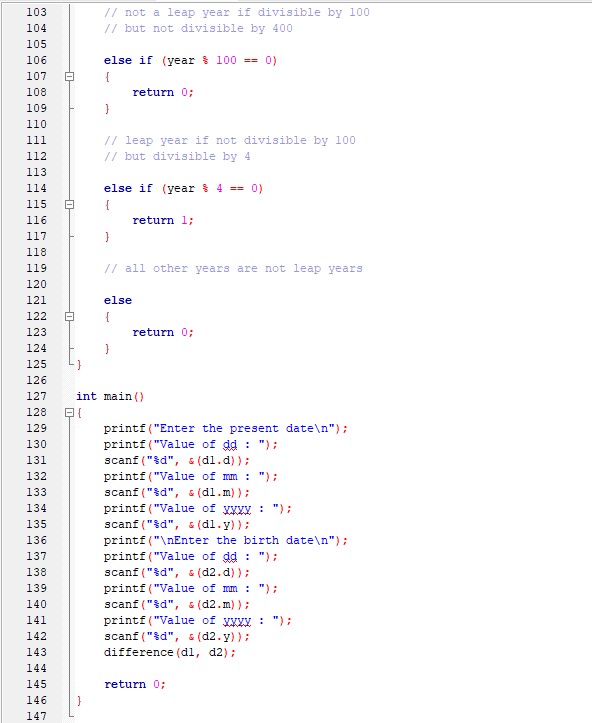 103 // not a leap year if divisible by 100
104 // but not divisible by 400
105
106 else if (year % 100 == 0)
107 {
108 return 0;
109 }
110
111 // leap year if not divisible by 100
112 // but divisible by 4
113
114 else if (year % 4 == 0)
115 {
116 return 1;
117 }
118
119 // all other years are not leap years
120
121 else
122 {
123 return 0;
124 }
125 }
126
127 int main()
128 {
129 printf("Enter the present date\n");
130 printf("Value of dd : ");
131 scanf("%d", &(d1.d));
132 printf("Value of mm : ");
133 scanf("%d", &(d1.m));
134 printf("Value of yyyy : ");
135 scanf("%d", &(d1.y));
136 printf("\nEnter the birth date\n");
137 printf("Value of dd : ");
138 scanf("%d", &(d2.d));
139 printf("Value of mm : ");
140 scanf("%d", &(d2.m));
141 printf("Value of yyyy : ");
142 scanf("%d", &(d2.y));
143 difference(d1, d2);
144
145 return 0;
146 }
147